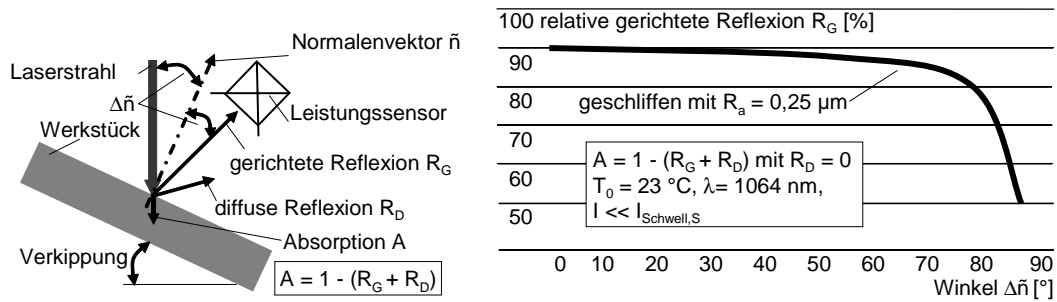 Normalenvektor ñ
Laserstrahl
Δñ
Leistungssensor
Werkstück
gerichtete Reflexion R_G
diffuse Reflexion R_D
Absorption A
Verkippung
A = 1 - (R_G + R_D)
100 relative gerichtete Reflexion R_G [%]
90
80
geschliffen mit R_a = 0,25 µm
70
60
50
A = 1 - (R_G + R_D) mit R_D = 0
T_0 = 23 °C, λ= 1064 nm,
I << I_Schwell,S
0 10 20 30 40 50 60 70 80 90
Winkel Δñ [°]